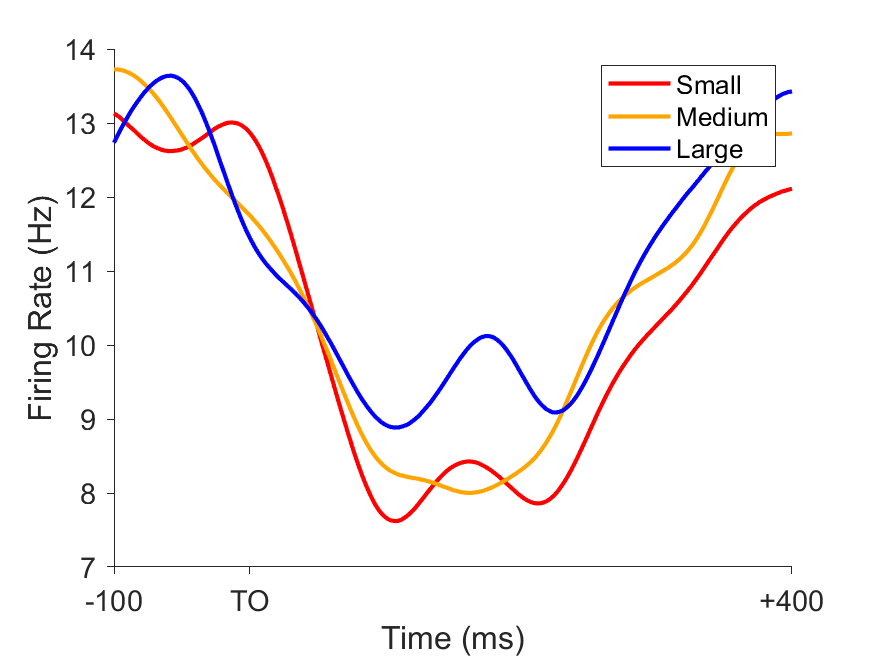 14
13
12
11
10
9
8
7
Firing Rate (Hz)
Small
Medium
Large
-100 TO +400
Time (ms)